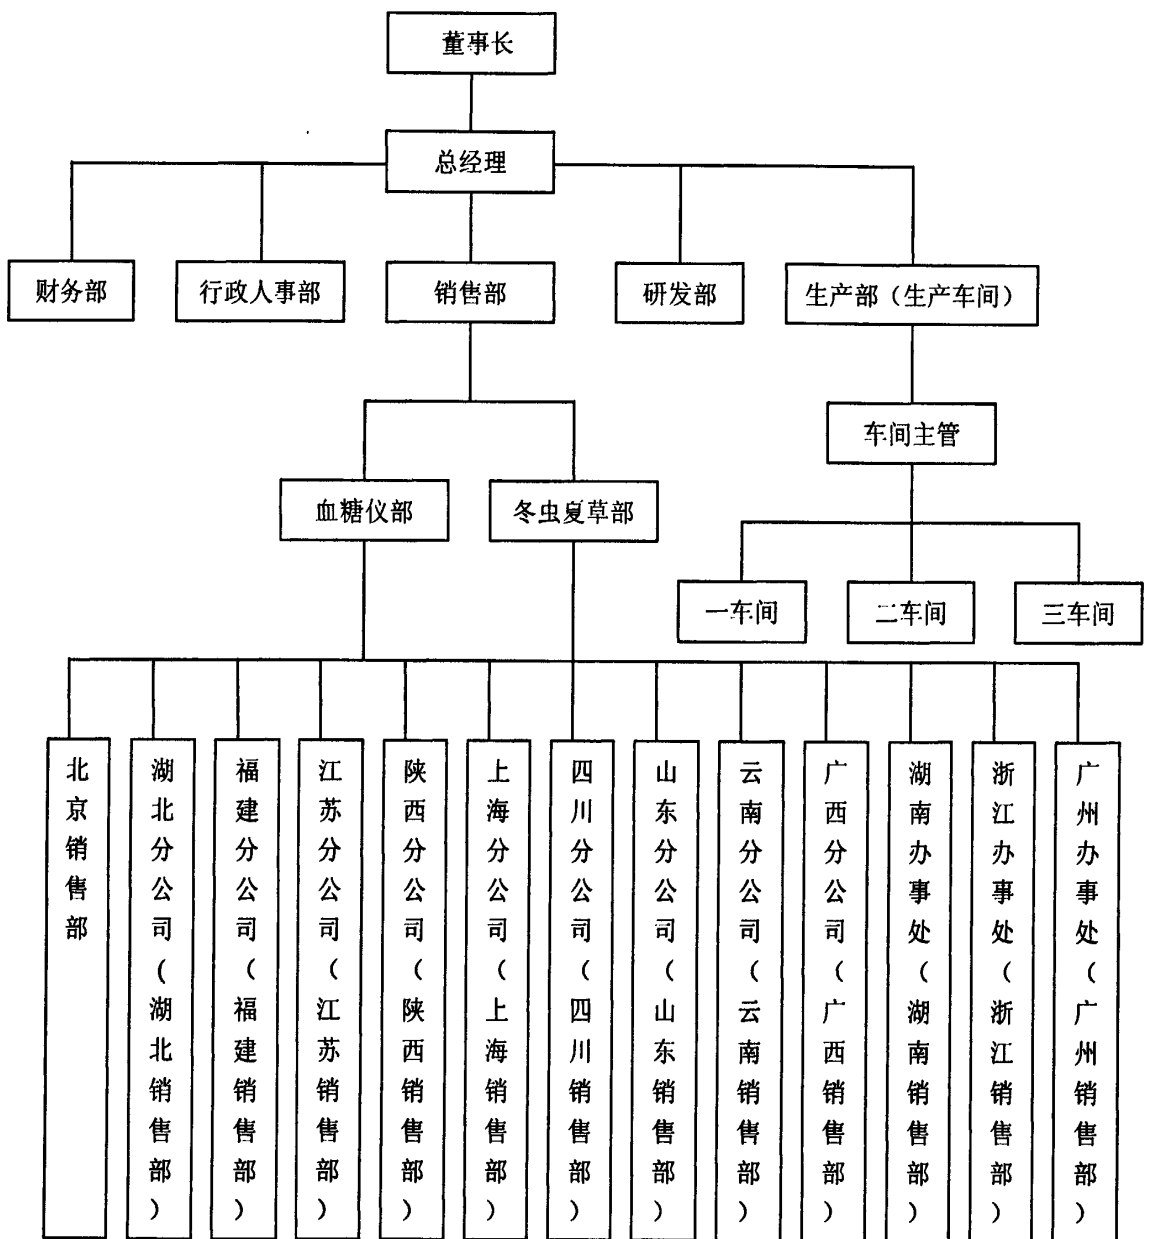 董事长
总经理
财务部
行政人事部
销售部
研发部
生产部（生产车间）
车间主管
血糖仪部
冬虫夏草部
一车间
二车间
三车间
北京销售部
湖北分公司（湖北销售部）
福建分公司（福建销售部）
江苏分公司（江苏销售部）
陕西分公司（陕西销售部）
上海分公司（上海销售部）
四川分公司（四川销售部）
山东分公司（山东销售部）
云南分公司（云南销售部）
广西分公司（广西销售部）
湖南办事处（湖南销售部）
浙江办事处（浙江销售部）
广州办事处（广州销售部）